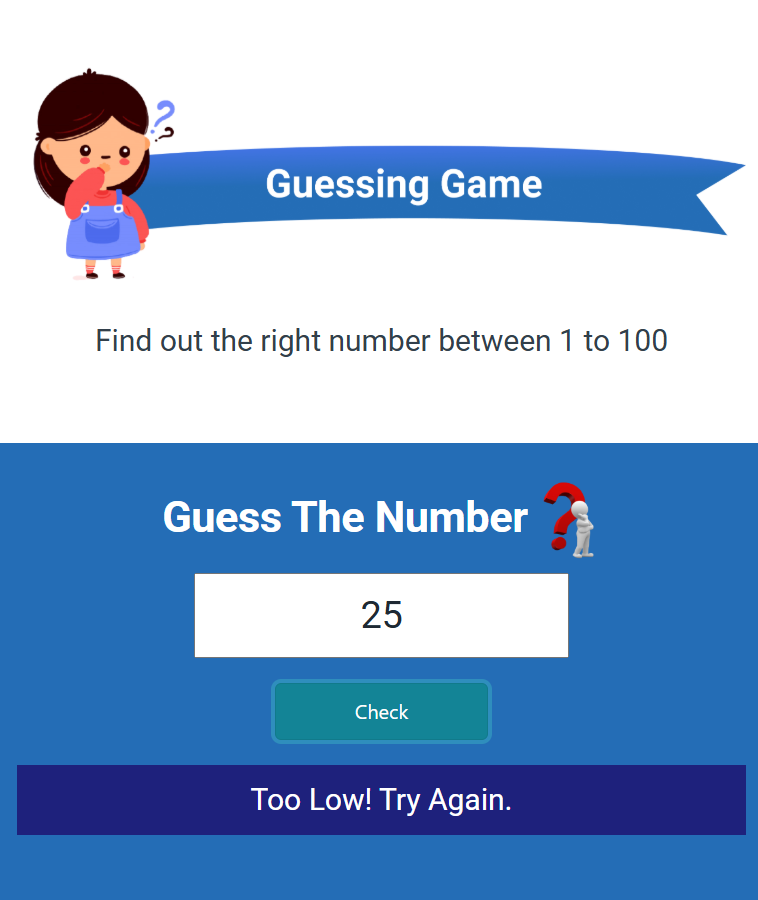 Guessing Game
Find out the right number between 1 to 100
Guess The Number
25
Check
Too Low! Try Again.